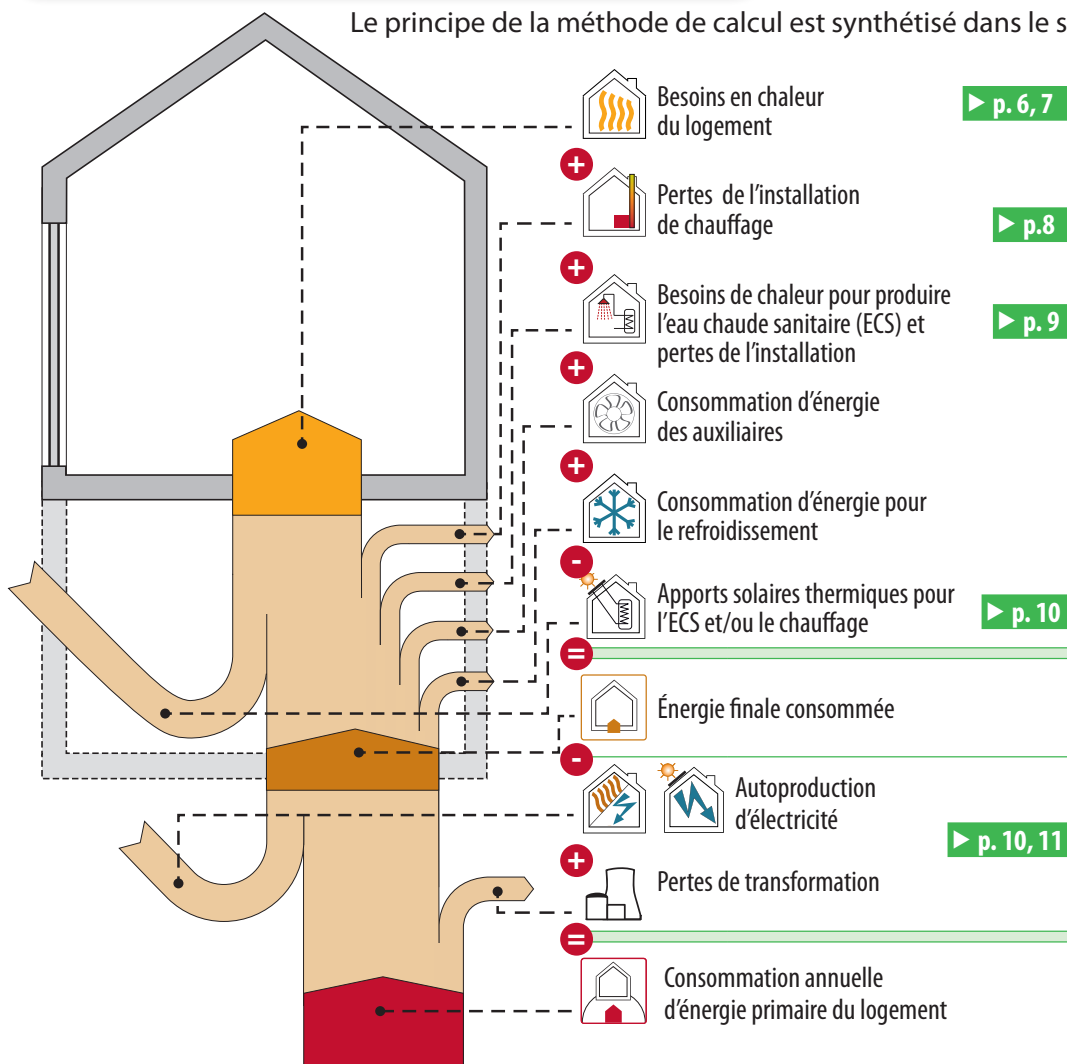 Le principe de la méthode de calcul est synthétisé dans le s
Besoins en chaleur
du logement
▶ p. 6, 7
+
Pertes de l'installation
de chauffage
▶ p.8
+
Besoins de chaleur pour produire
l'eau chaude sanitaire (ECS) et
pertes de l'installation
▶ p. 9
+
Consommation d'énergie
des auxiliaires
+
Consommation d'énergie pour
le refroidissement
-
Apports solaires thermiques pour
l'ECS et/ou le chauffage
▶ p. 10
=
Énergie finale consommée
-
Autoproduction
d'électricité
▶ p. 10, 11
+
Pertes de transformation
=
Consommation annuelle
d'énergie primaire du logement